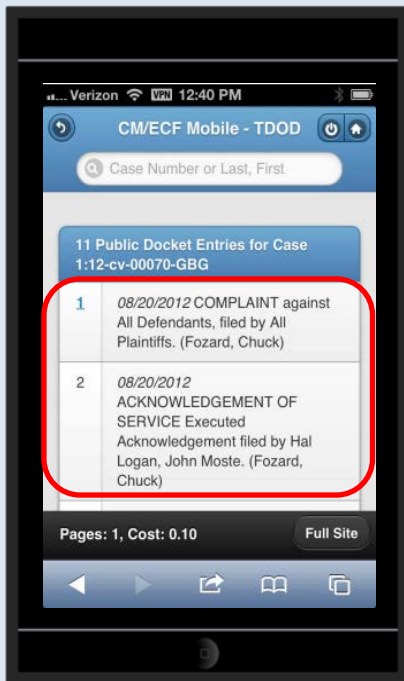 Verizon VPN 12:40 PM
CM/ECF Mobile - TDOD
Case Number or Last, First
11 Public Docket Entries for Case
1:12-cv-00070-GBG
1 08/20/2012 COMPLAINT against
All Defendants, filed by All
Plaintiffs. (Fozard, Chuck)
2 08/20/2012
ACKNOWLEDGEMENT OF
SERVICE Executed
Acknowledgement filed by Hal
Logan, John Moste. (Fozard,
Chuck)
Pages: 1, Cost: 0.10 Full Site